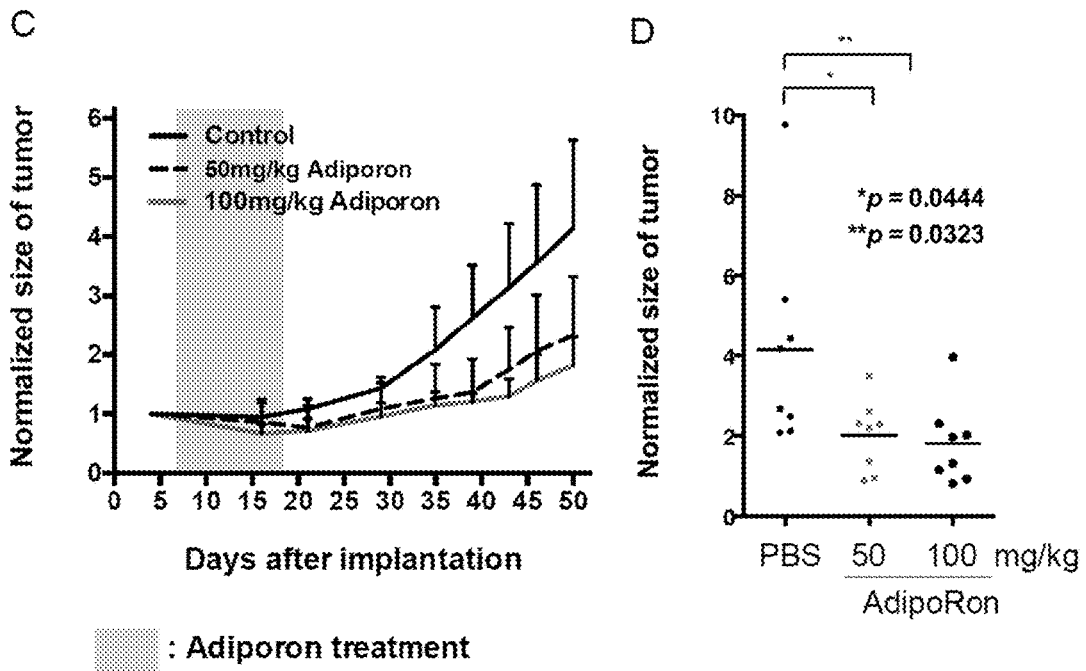 C
Normalized size of tumor
6
5
4
3
2
1
0
Control
50mg/kg Adiporon
100mg/kg Adiporon
0 5 10 15 20 25 30 35 40 45 50
Days after implantation
: Adiporon treatment
D
**
*
Normalized size of tumor
10
8
6
4
2
0
*p = 0.0444
**p = 0.0323
PBS 50 100 mg/kg
AdipoRon